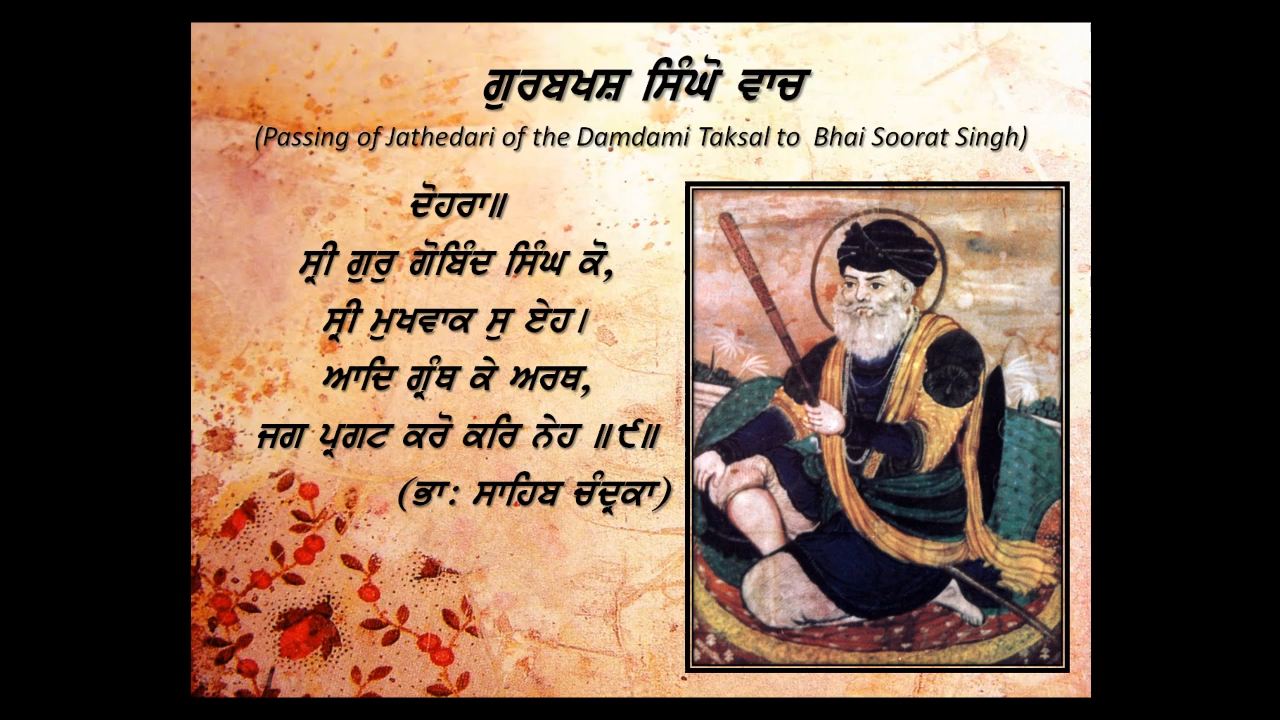 ਗੁਰਬਖਸ਼ ਸਿੰਘੋ ਵਾਚ
(Passing of Jathedari of the Damdami Taksal to Bhai Soorat Singh)
ਦੋਹਰਾ॥
ਸ੍ਰੀ ਗੁਰੁ ਗੋਬਿੰਦ ਸਿੰਘ ਕੋ,
ਸ੍ਰੀ ਮੁਖਵਾਕ ਸੁ ਏਹ।
ਆਦਿ ਗ੍ਰੰਥ ਕੇ ਅਰਥ,
ਜਗ ਪ੍ਰਗਟ ਕਰੋ ਕਰਿ ਨੇਹ ॥੯॥
(ਭਾ: ਸਾਹਿਬ ਚੰਦ੍ਰਕਾ)